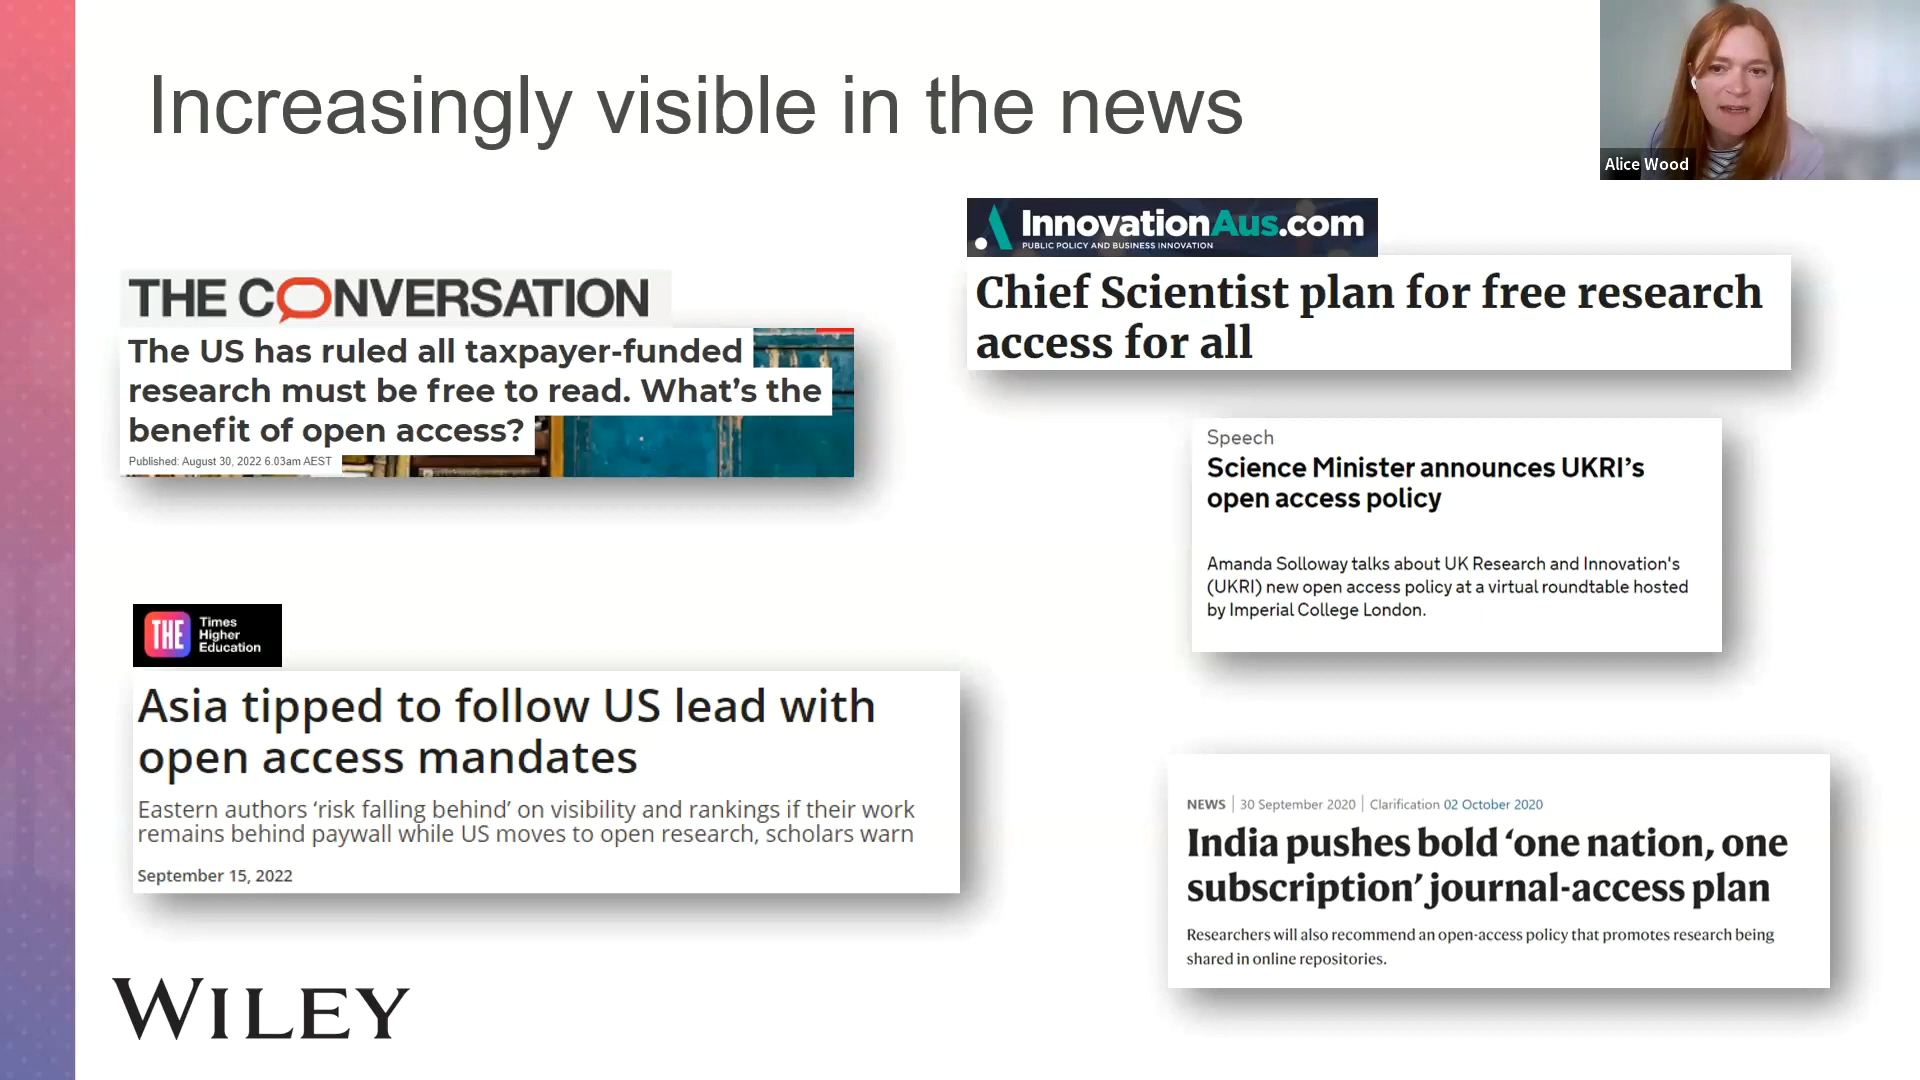 Increasingly visible in the news
Alice Wood
THE CONVERSATION
The US has ruled all taxpayer-funded
research must be free to read. What’s the
benefit of open access?
Published: August 30, 2022 6.03am AEST
InnovationAus.com
PUBLIC POLICY AND BUSINESS INNOVATION
Chief Scientist plan for free research
access for all
Speech
Science Minister announces UKRI’s
open access policy
Amanda Solloway talks about UK Research and Innovation's
(UKRI) new open access policy at a virtual roundtable hosted
by Imperial College London.
THE
Times
Higher
Education
Asia tipped to follow US lead with
open access mandates
Eastern authors ‘risk falling behind’ on visibility and rankings if their work
remains behind paywall while US moves to open research, scholars warn
September 15, 2022
NEWS | 30 September 2020 | Clarification 02 October 2020
India pushes bold ‘one nation, one
subscription’ journal-access plan
Researchers will also recommend an open-access policy that promotes research being
shared in online repositories.
WILEY